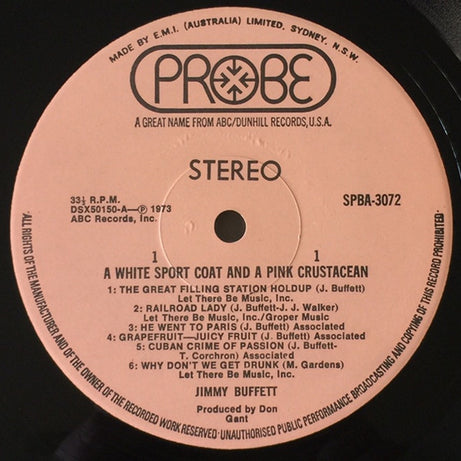 MADE BY E.M.I. (AUSTRALIA) LIMITED, SYDNEY, N.S.W.
PROBE
A GREAT NAME FROM ABC/DUNHILL RECORDS, U.S.A.
STEREO
33⅓ R.P.M.
DSX50150-A—Ⓟ 1973
ABC Records, Inc.
SPBA-3072
1 1
A WHITE SPORT COAT AND A PINK CRUSTACEAN
1: THE GREAT FILLING STATION HOLDUP (J. Buffett)
Let There Be Music, Inc.
2: RAILROAD LADY (J. Buffett-J. J. Walker)
Let There Be Music, Inc./Groper Music
3: HE WENT TO PARIS (J. Buffett) Associated
4: GRAPEFRUIT—JUICY FRUIT (J. Buffett) Associated
5: CUBAN CRIME OF PASSION (J. Buffett-
T. Corchron) Associated
6: WHY DON'T WE GET DRUNK (M. Gardens)
Let There Be Music, Inc.
JIMMY BUFFETT
Produced by Don
Gant
·ALL RIGHTS OF THE MANUFACTURER AND OF THE OWNER OF THE RECORDED WORK RESERVED·UNAUTHORISED PUBLIC PERFORMANCE BROADCASTING AND COPYING OF THIS RECORD PROHIBITED·